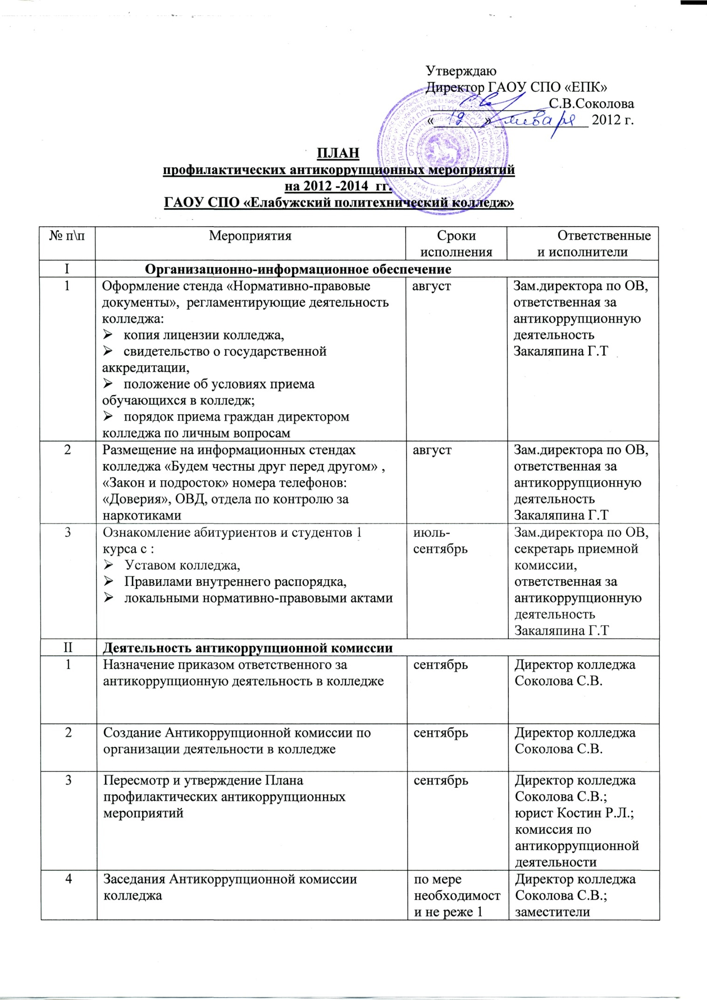 Утверждаю
Директор ГАОУ СПО «ЕПК»
С.В.Соколова
«19» января 2012 г.
ПЛАН
профилактических антикоррупционных мероприятий
на 2012 -2014 гг.
ГАОУ СПО «Елабужский политехнический колледж»
№ п\п Мероприятия Сроки исполнения Ответственные и исполнители
I Организационно-информационное обеспечение
1
Оформление стенда «Нормативно-правовые
документы», регламентирующие деятельность
колледжа:
➢ копия лицензии колледжа,
➢ свидетельство о государственной
аккредитации,
➢ положение об условиях приема
обучающихся в колледж;
➢ порядок приема граждан директором
колледжа по личным вопросам
август
Зам.директора по ОВ,
ответственная за
антикоррупционную
деятельность
Закаляпина Г.Т
2
Размещение на информационных стендах
колледжа «Будем честны друг перед другом» ,
«Закон и подросток» номера телефонов:
«Доверия», ОВД, отдела по контролю за
наркотиками
август
Зам.директора по ОВ,
ответственная за
антикоррупционную
деятельность
Закаляпина Г.Т
3
Ознакомление абитуриентов и студентов 1
курса с :
➢ Уставом колледжа,
➢ Правилами внутреннего распорядка,
➢ локальными нормативно-правовыми актами
июль-
сентябрь
Зам.директора по ОВ,
секретарь приемной
комиссии,
ответственная за
антикоррупционную
деятельность
Закаляпина Г.Т
II Деятельность антикоррупционной комиссии
1
Назначение приказом ответственного за
антикоррупционную деятельность в колледже
сентябрь
Директор колледжа
Соколова С.В.
2
Создание Антикоррупционной комиссии по
организации деятельности в колледже
сентябрь
Директор колледжа
Соколова С.В.
3
Пересмотр и утверждение Плана
профилактических антикоррупционных
мероприятий
сентябрь
Директор колледжа
Соколова С.В.;
юрист Костин Р.Л.;
комиссия по
антикоррупционной
деятельности
4
Заседания Антикоррупционной комиссии
колледжа
по мере
необходимост
и не реже 1
Директор колледжа
Соколова С.В.;
заместители